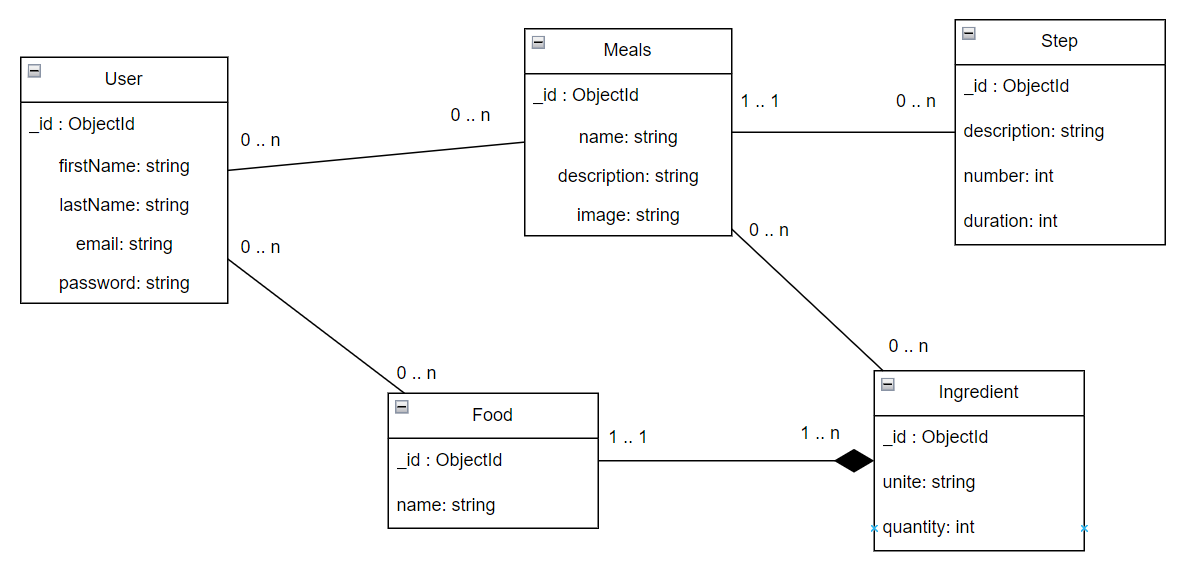 User
_id : ObjectId
firstName: string
lastName: string
email: string
password: string
0 .. n
0 .. n
0 .. n
0 .. n
Meals
_id : ObjectId
name: string
description: string
image: string
1 .. 1
0 .. n
0 .. n
0 .. n
Step
_id : ObjectId
description: string
number: int
duration: int
Food
_id : ObjectId
name: string
1 .. 1
1 .. n
Ingredient
_id : ObjectId
unite: string
quantity: int